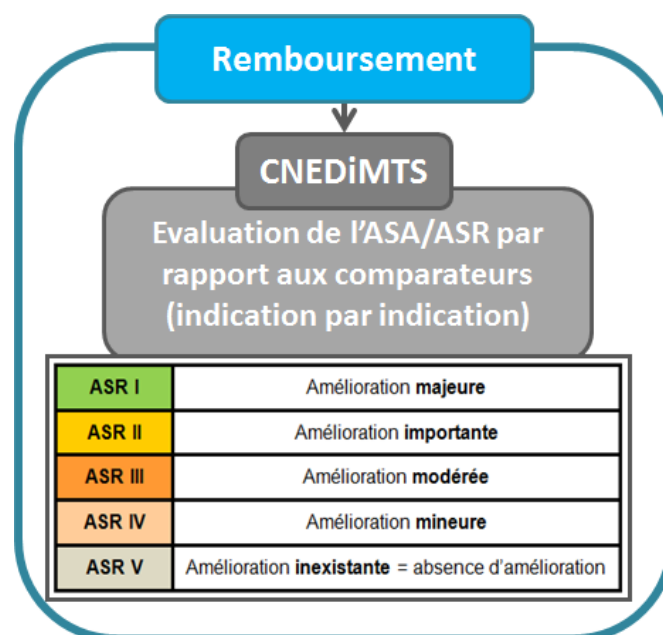 Remboursement
CNEDiMTS
Evaluation de l'ASA/ASR par
rapport aux comparateurs
(indication par indication)
ASR I Amélioration majeure
ASR II Amélioration importante
ASR III Amélioration modérée
ASR IV Amélioration mineure
ASR V Amélioration inexistante = absence d'amélioration